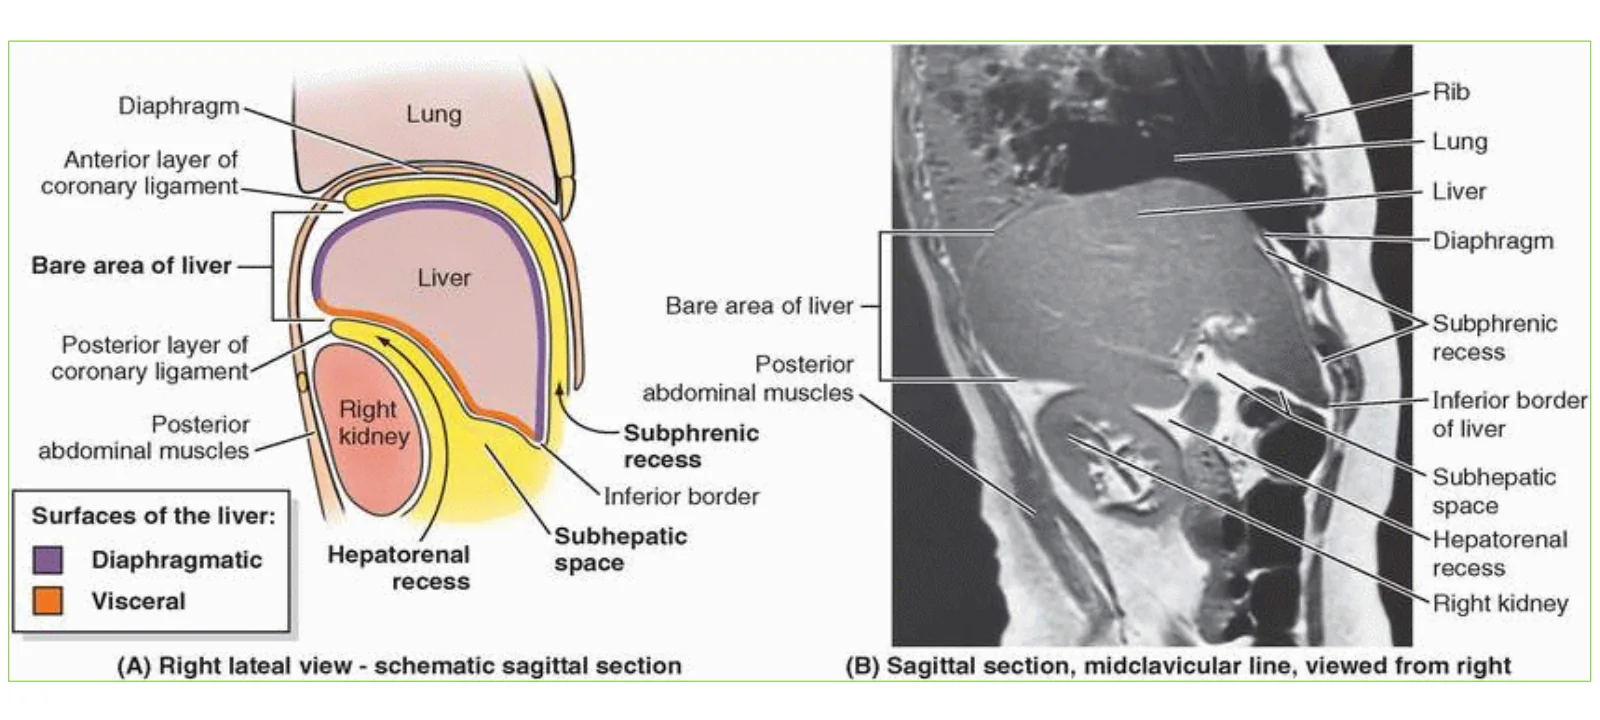 Diaphragm
Lung
Anterior layer of
coronary ligament
Bare area of liver
Liver
Posterior layer of
coronary ligament
Right
kidney
Posterior
abdominal muscles
Subphrenic
recess
Inferior border
Subhepatic
space
Hepatorenal
recess
Surfaces of the liver:
Diaphragmatic
Visceral
(A) Right lateal view - schematic sagittal section
Rib
Lung
Liver
Diaphragm
Bare area of liver
Subphrenic
recess
Posterior
abdominal muscles
Inferior border
of liver
Subhepatic
space
Hepatorenal
recess
Right kidney
(B) Sagittal section, midclavicular line, viewed from right